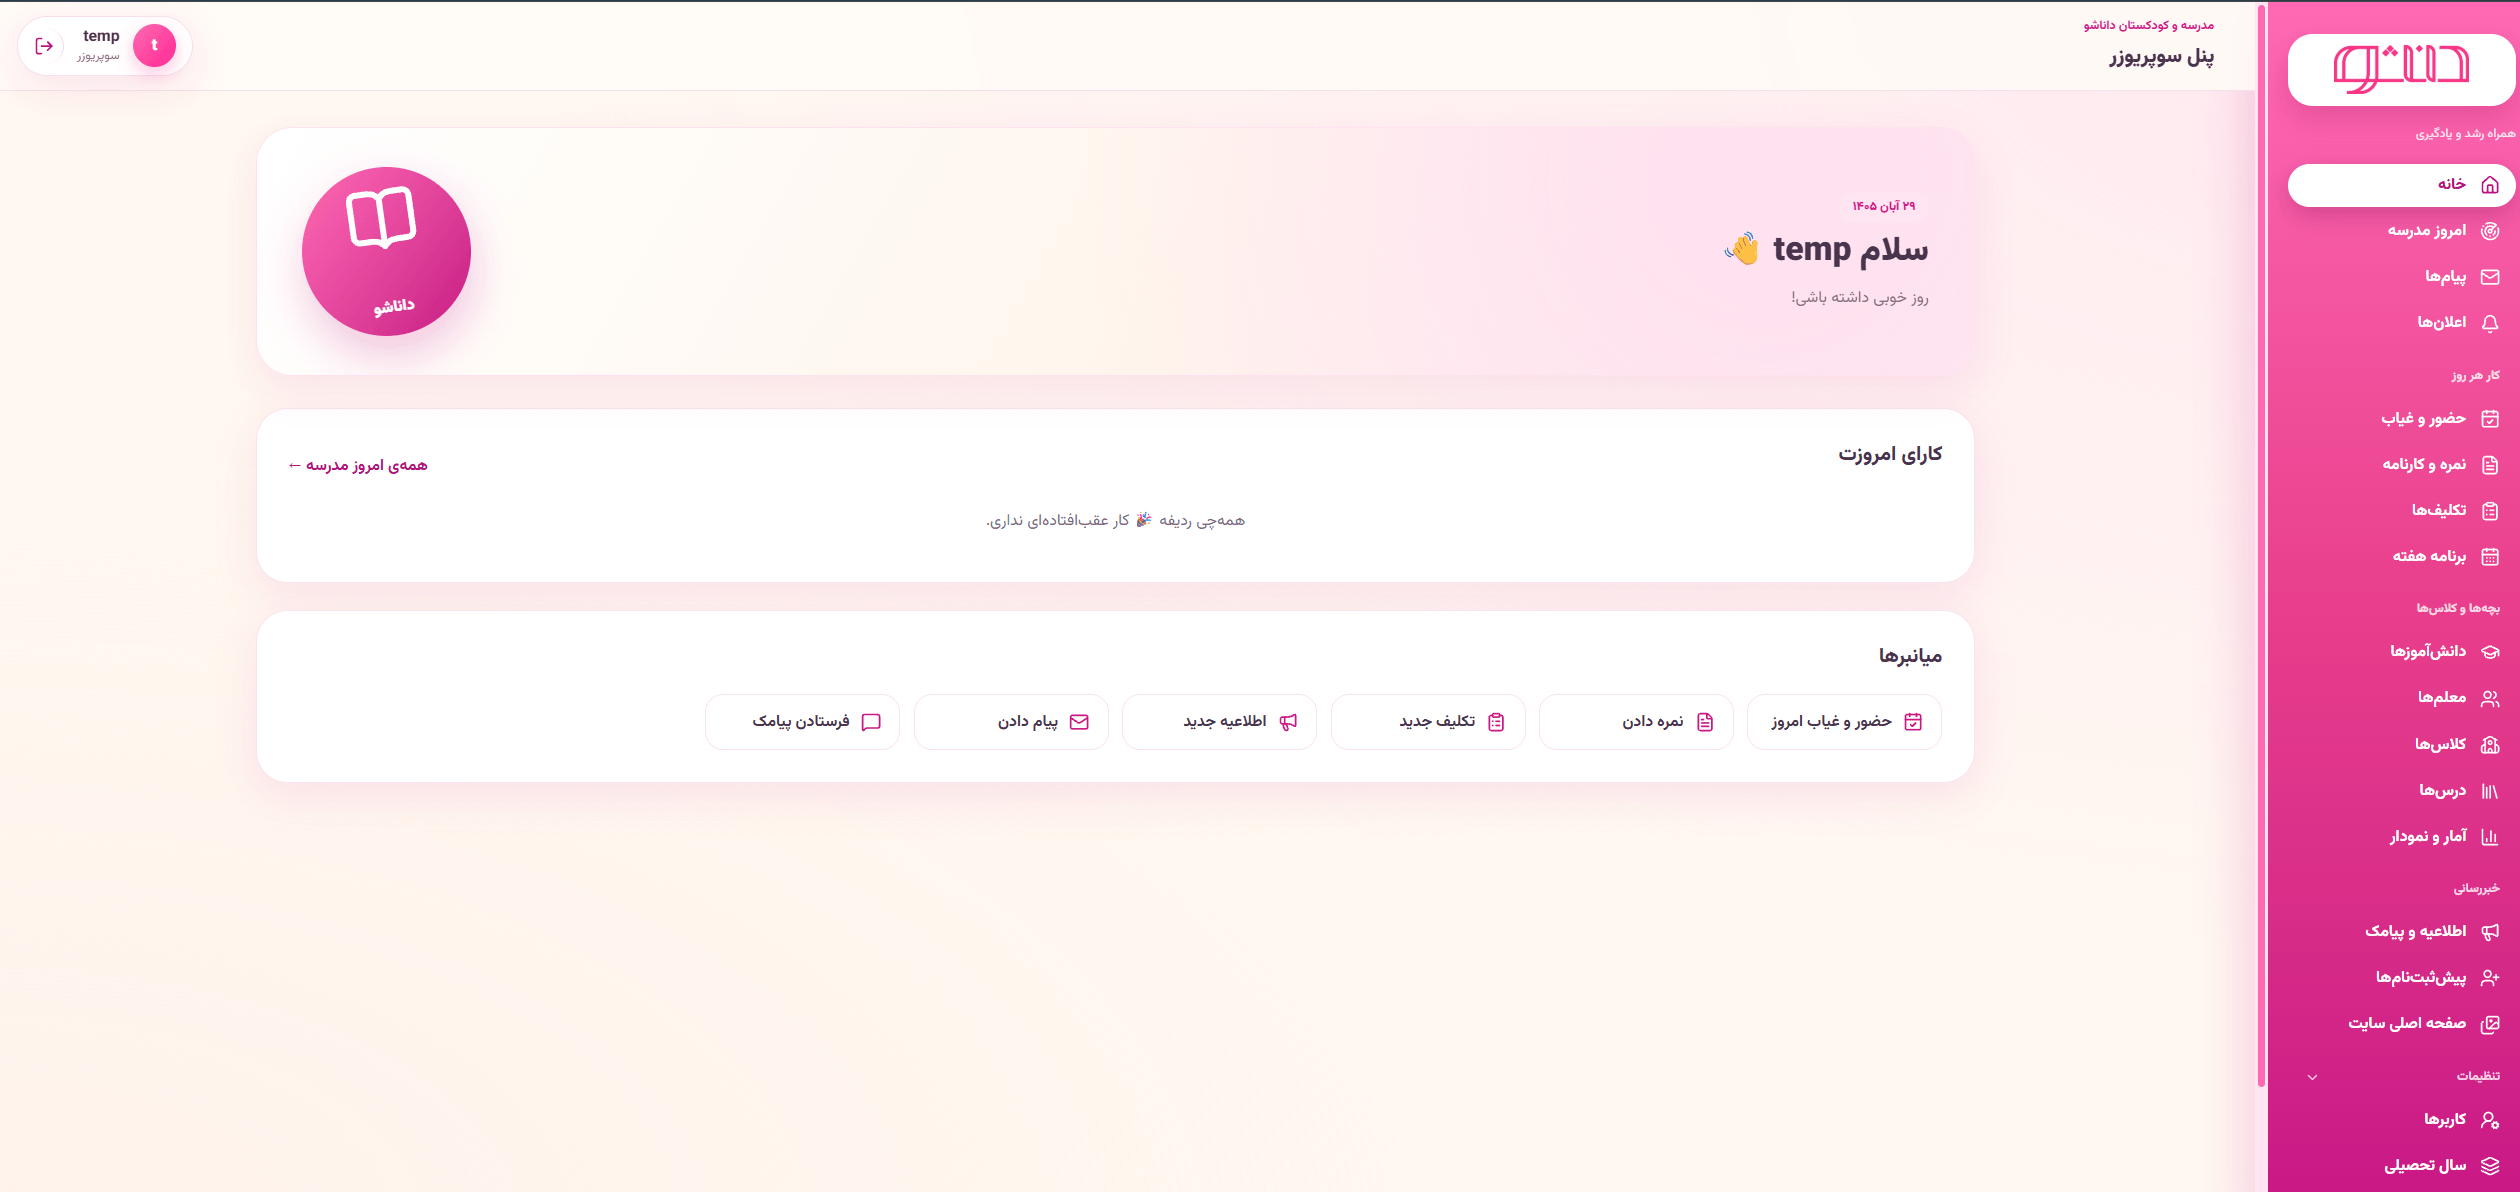 داناشو
همراه رشد و یادگیری
خانه
امروز مدرسه
پیام‌ها
اعلان‌ها
کار هر روز
حضور و غیاب
نمره و کارنامه
تکلیف‌ها
برنامه هفته
بچه‌ها و کلاس‌ها
دانش‌آموزها
معلم‌ها
کلاس‌ها
درس‌ها
آمار و نمودار
خبررسانی
اطلاعیه و پیامک
پیش‌ثبت‌نام‌ها
صفحه اصلی سایت
تنظیمات
کاربرها
سال تحصیلی
مدرسه و کودکستان داناشو
پنل سوپریوزر
t
temp
سوپریوزر
۲۹ آبان ۱۴۰۵
سلام temp 👋
روز خوبی داشته باشی!
داناشو
کارای امروزت
همه‌ی امروز مدرسه ←
همه‌چی ردیفه 🎉 کار عقب‌افتاده‌ای نداری.
میانبرها
حضور و غیاب امروز
نمره دادن
تکلیف جدید
اطلاعیه جدید
پیام دادن
فرستادن پیامک